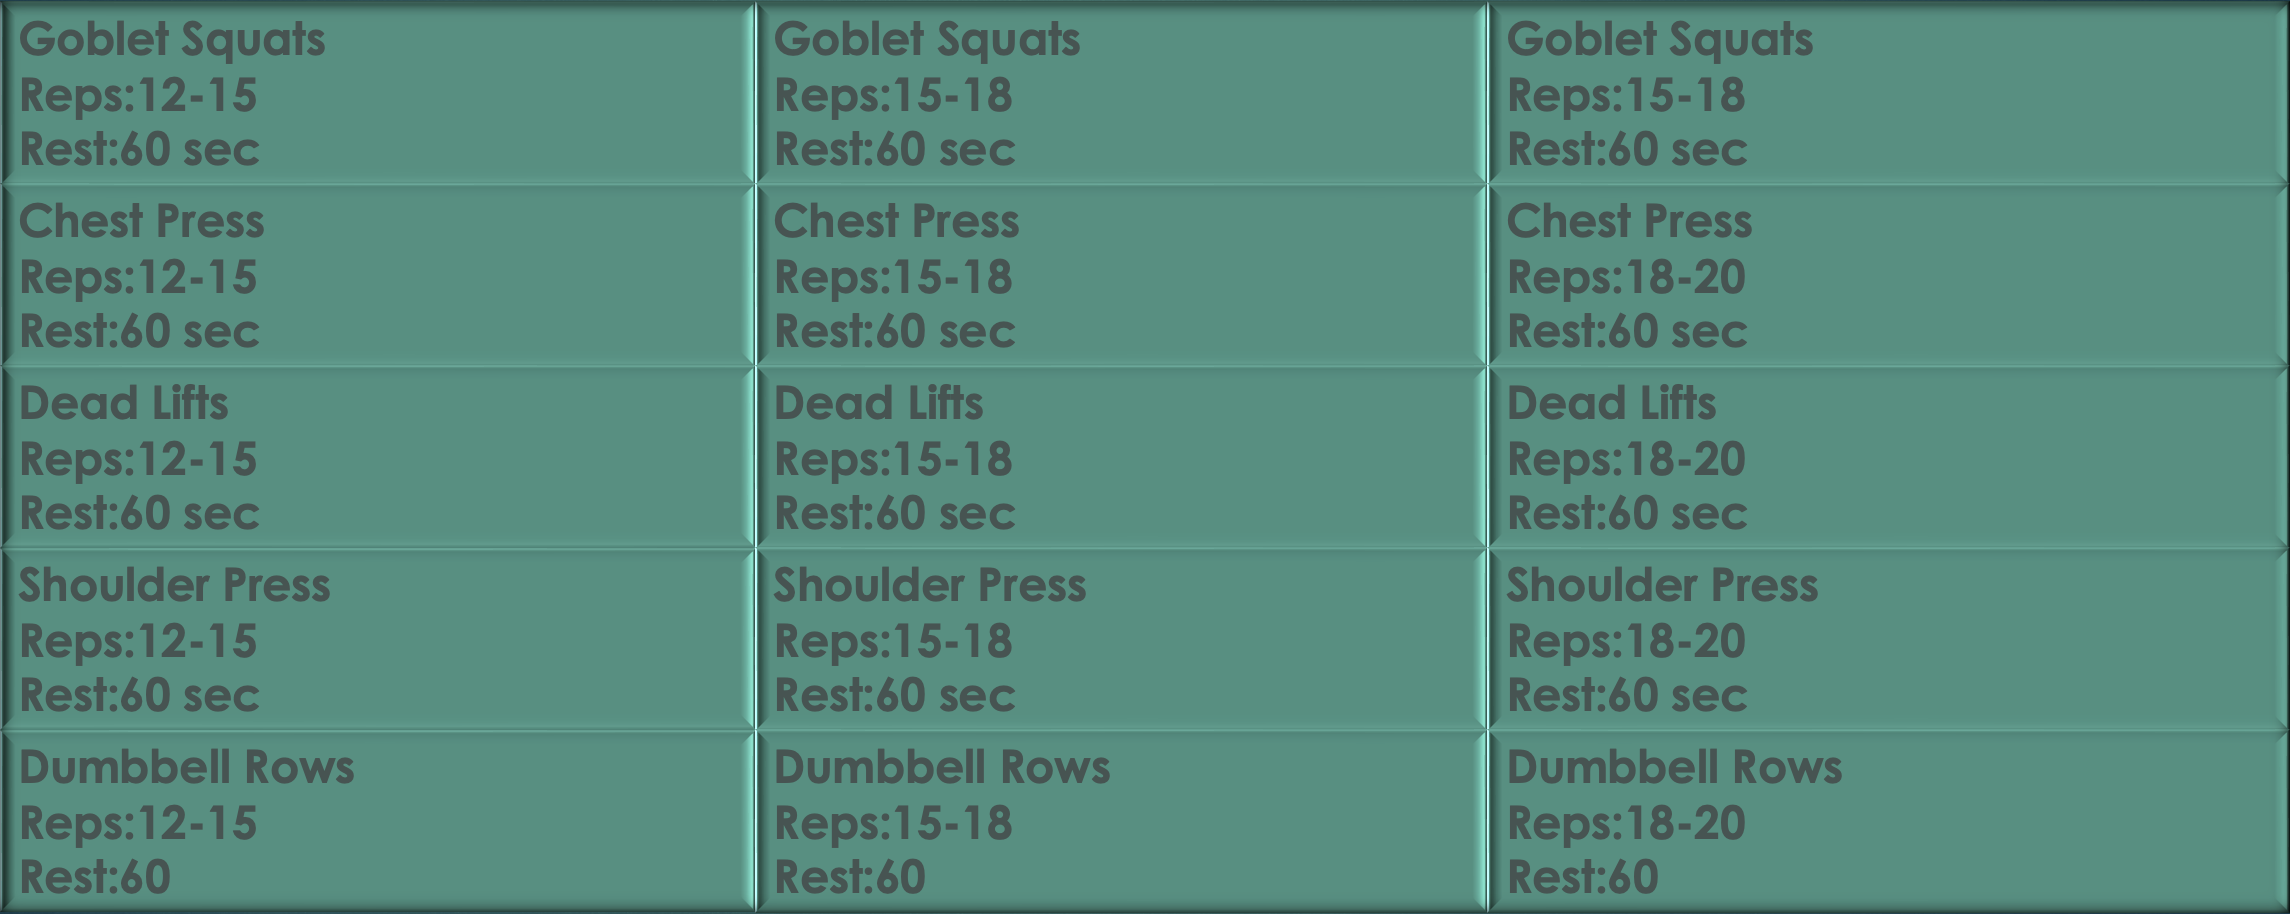 Goblet Squats
Reps:12-15
Rest:60 sec
Goblet Squats
Reps:15-18
Rest:60 sec
Goblet Squats
Reps:15-18
Rest:60 sec
Chest Press
Reps:12-15
Rest:60 sec
Chest Press
Reps:15-18
Rest:60 sec
Chest Press
Reps:18-20
Rest:60 sec
Dead Lifts
Reps:12-15
Rest:60 sec
Dead Lifts
Reps:15-18
Rest:60 sec
Dead Lifts
Reps:18-20
Rest:60 sec
Shoulder Press
Reps:12-15
Rest:60 sec
Shoulder Press
Reps:15-18
Rest:60 sec
Shoulder Press
Reps:18-20
Rest:60 sec
Dumbbell Rows
Reps:12-15
Rest:60
Dumbbell Rows
Reps:15-18
Rest:60
Dumbbell Rows
Reps:18-20
Rest:60